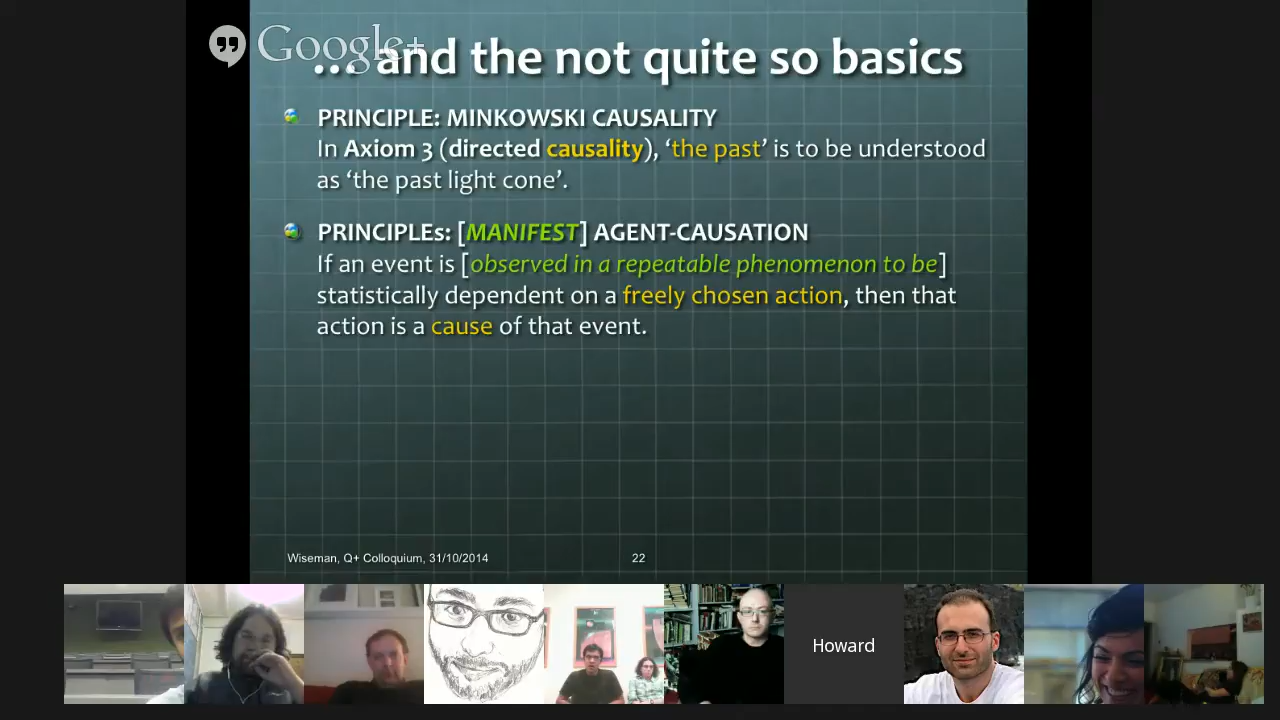 Google+
... and the not quite so basics
PRINCIPLE: MINKOWSKI CAUSALITY
In Axiom 3 (directed causality), ‘the past’ is to be understood
as ‘the past light cone’.
PRINCIPLEs: [MANIFEST] AGENT-CAUSATION
If an event is [observed in a repeatable phenomenon to be]
statistically dependent on a freely chosen action, then that
action is a cause of that event.
Wiseman, Q+ Colloquium, 31/10/2014
22
Howard